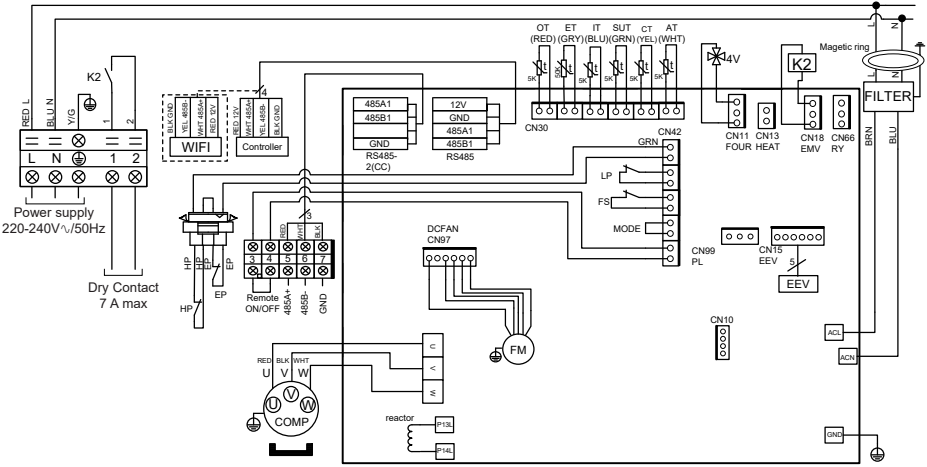 OT ET IT SUT CT AT
(RED) (GRY) (BLU) (GRN) (YEL) (WHT)
5K 50K 5K 5K 5K 5K
t t t t t t
CN30
4V
K2
L N
Magetic ring
L N
FILTER
BRN BLU
CN11 FOUR
CN13 HEAT
CN18 EMV
CN66 RY
RED L
BLU N
Y/G
K2
1
2
L N 1 2
Power supply
220-240V∿/50Hz
Dry Contact
7 A max
BLK GND
YEL 485B-
WHT 485A+
RED 12V
WIFI
4
RED 12V
WHT 485A+
YEL 485B-
BLK GND
Controller
485A1
485B1
GND
RS485-
2(CC)
12V
GND
485A1
485B1
RS485
CN42
GRN
LP
FS
MODE
CN99
PL
CN15
EEV
5
EEV
DCFAN
CN97
FM
CN10
HP HP EP EP
HP
EP
3
RED WHT BLK
3 4 5 6 7
Remote
ON/OFF
485A+
485B-
GND
RED BLK WHT
U V W
U V W
COMP
U
V
W
reactor
P13L
P14L
ACL
ACN
GND